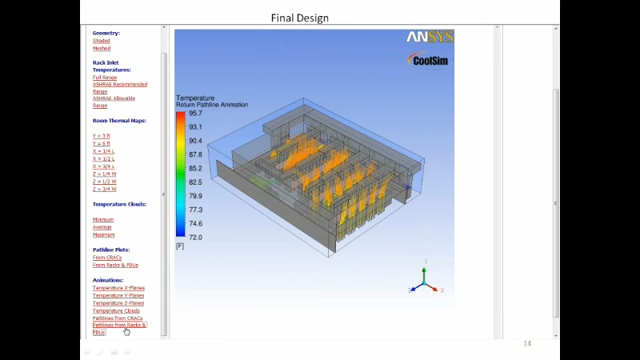 Final Design
Geometry:
Shaded
Meshed
Rack Inlet
Temperatures:
Full Range
ASHRAE Recommended
Range
ASHRAE Allowable
Range
Room Thermal Maps:
Y = 3 ft
Y = 6 ft
X = 1/4 L
X = 1/2 L
X = 3/4 L
Z = 1/4 W
Z = 1/2 W
Z = 3/4 W
Temperature Clouds:
Minimum
Average
Maximum
Pathline Plots:
From CRACs
From Racks & PDUs
Animations:
Temperature X-Planes
Temperature Y-Planes
Temperature Z-Planes
Temperature Clouds
Pathlines from CRACs
Pathlines from Racks &
PDUs
ANSYS
CoolSim
Temperature
Return Pathline Animation
95.7
93.1
90.4
87.8
85.2
82.5
79.9
77.3
74.6
72.0
[F]
Y
Z
X
14